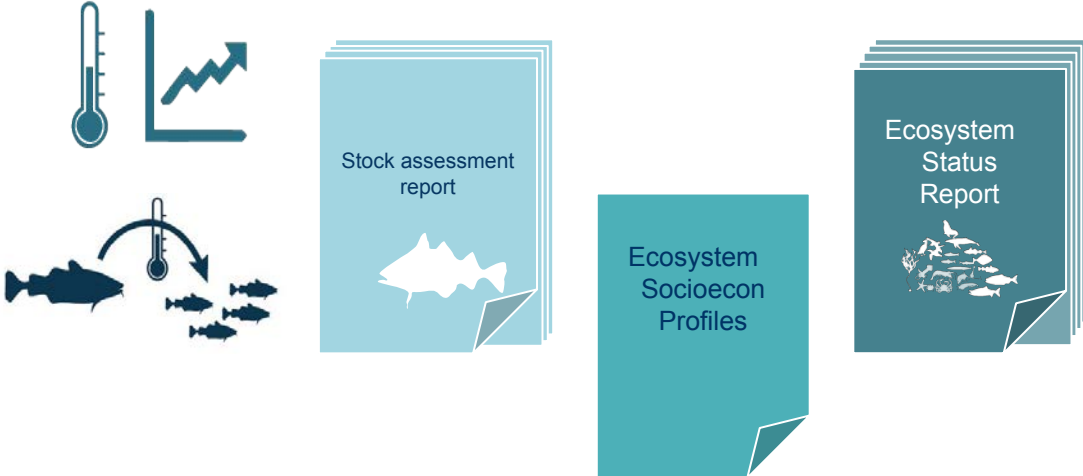 Stock assessment
report
Ecosystem
Socioecon
Profiles
Ecosystem
Status
Report